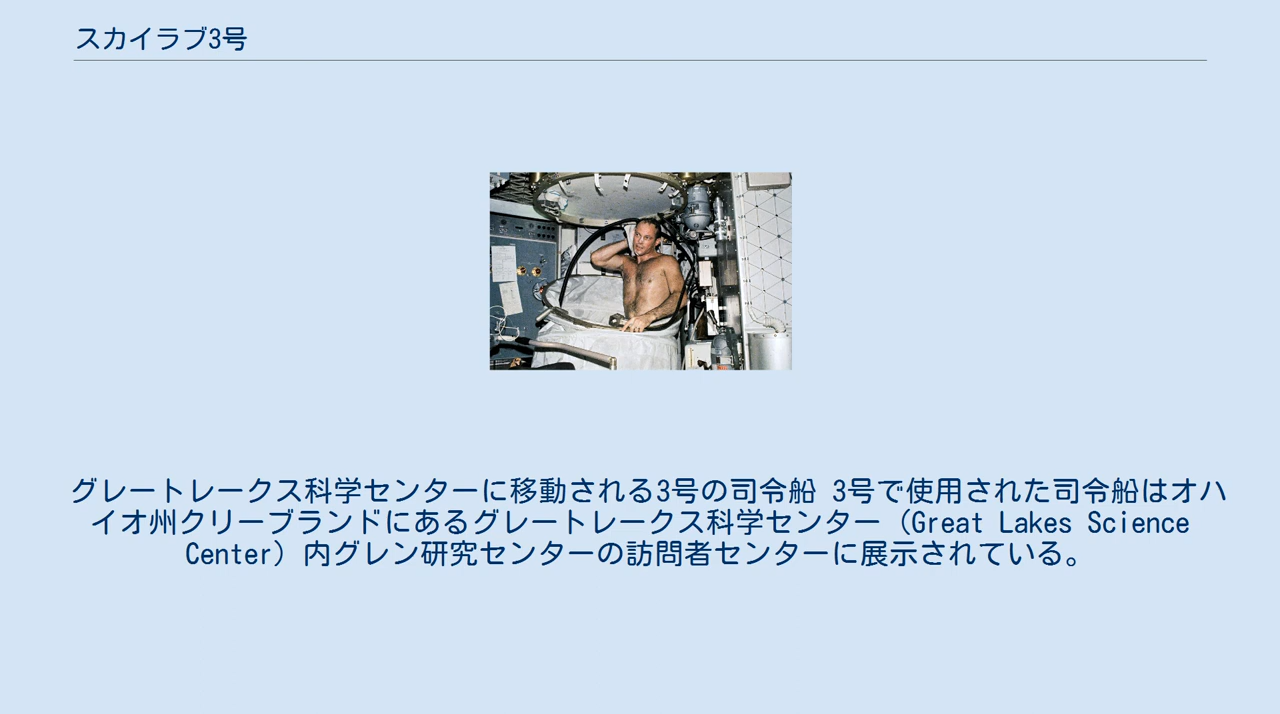 スカイラブ3号
グレートレークス科学センターに移動される3号の司令船 3号で使用された司令船はオハ
イオ州クリーブランドにあるグレートレークス科学センター（Great Lakes Science
Center）内グレン研究センターの訪問者センターに展示されている。